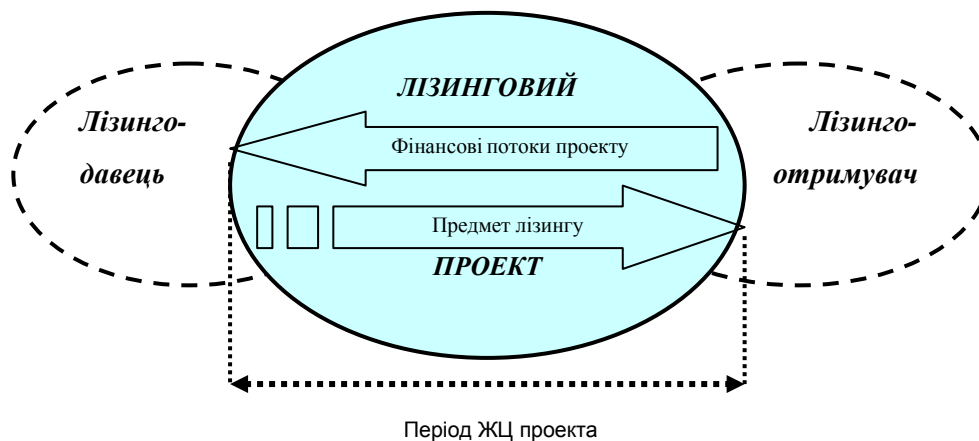 ЛІЗИНГОВИЙ
Лізинго-
давець
Лізинго-
отримувач
Фінансові потоки проекту
Предмет лізингу
ПРОЕКТ
Період ЖЦ проекта